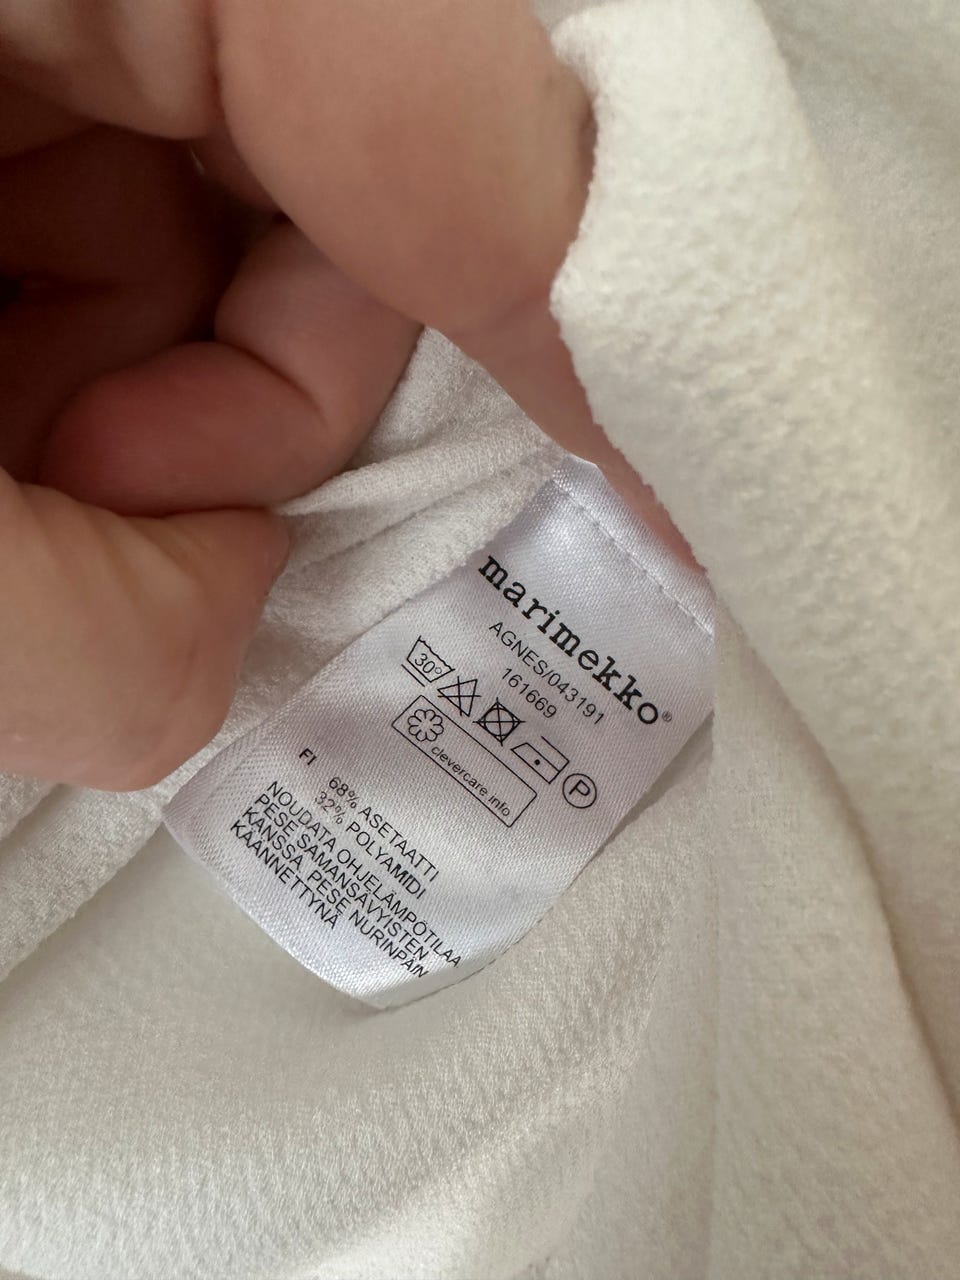 marimekko®
AGNES/043191
161669
30°
P
clevercare.info
FI 68% ASETAATTI
32% POLYAMIDI
NOUDATA OHJELÄMPÖTILAA.
PESE SAMANSÄVYISTEN
KANSSA. PESE NURINPÄIN
KÄÄNNETTYNÄ